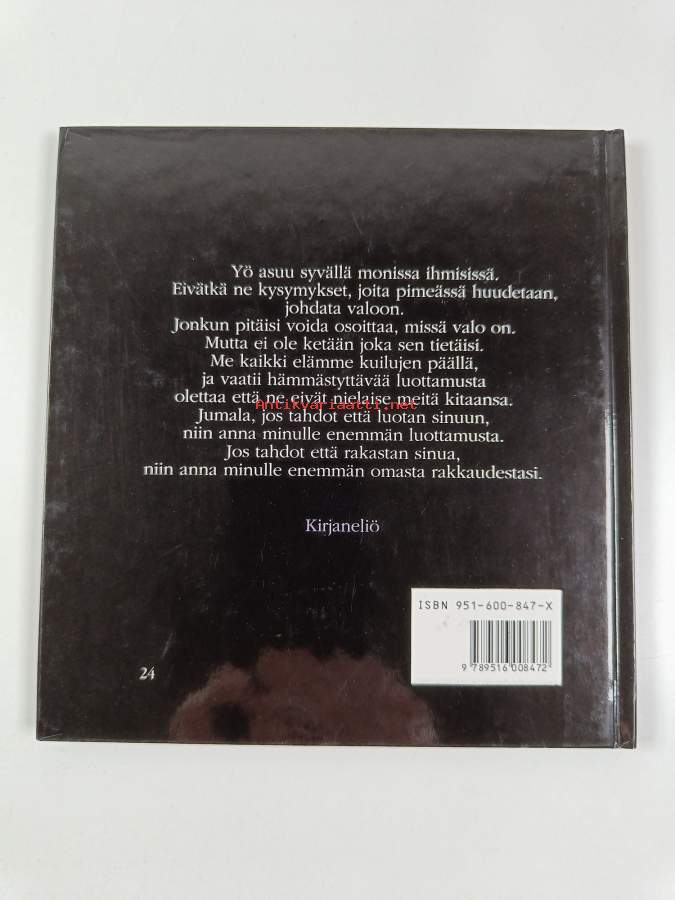 Yö asuu syvällä monissa ihmisissä.
Eivätkä ne kysymykset, joita pimeässä huudetaan,
johdata valoon.
Jonkun pitäisi voida osoittaa, missä valo on.
Mutta ei ole ketään joka sen tietäisi.
Me kaikki elämme kuilujen päällä,
ja vaatii hämmästyttävää luottamusta
olettaa että ne eivät nielaise meitä kitaansa.
Antikvariaatti.net
Jumala, jos tahdot että luotan sinuun,
niin anna minulle enemmän luottamusta.
Jos tahdot että rakastan sinua,
niin anna minulle enemmän omasta rakkaudestasi.
Kirjaneliö
ISBN 951-600-847-X
9 789516 008472
24